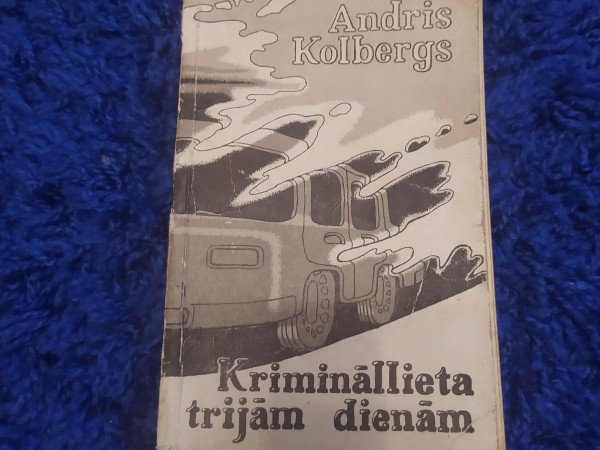 Andris
Kolbergs
Krimināllieta
trijām dienām